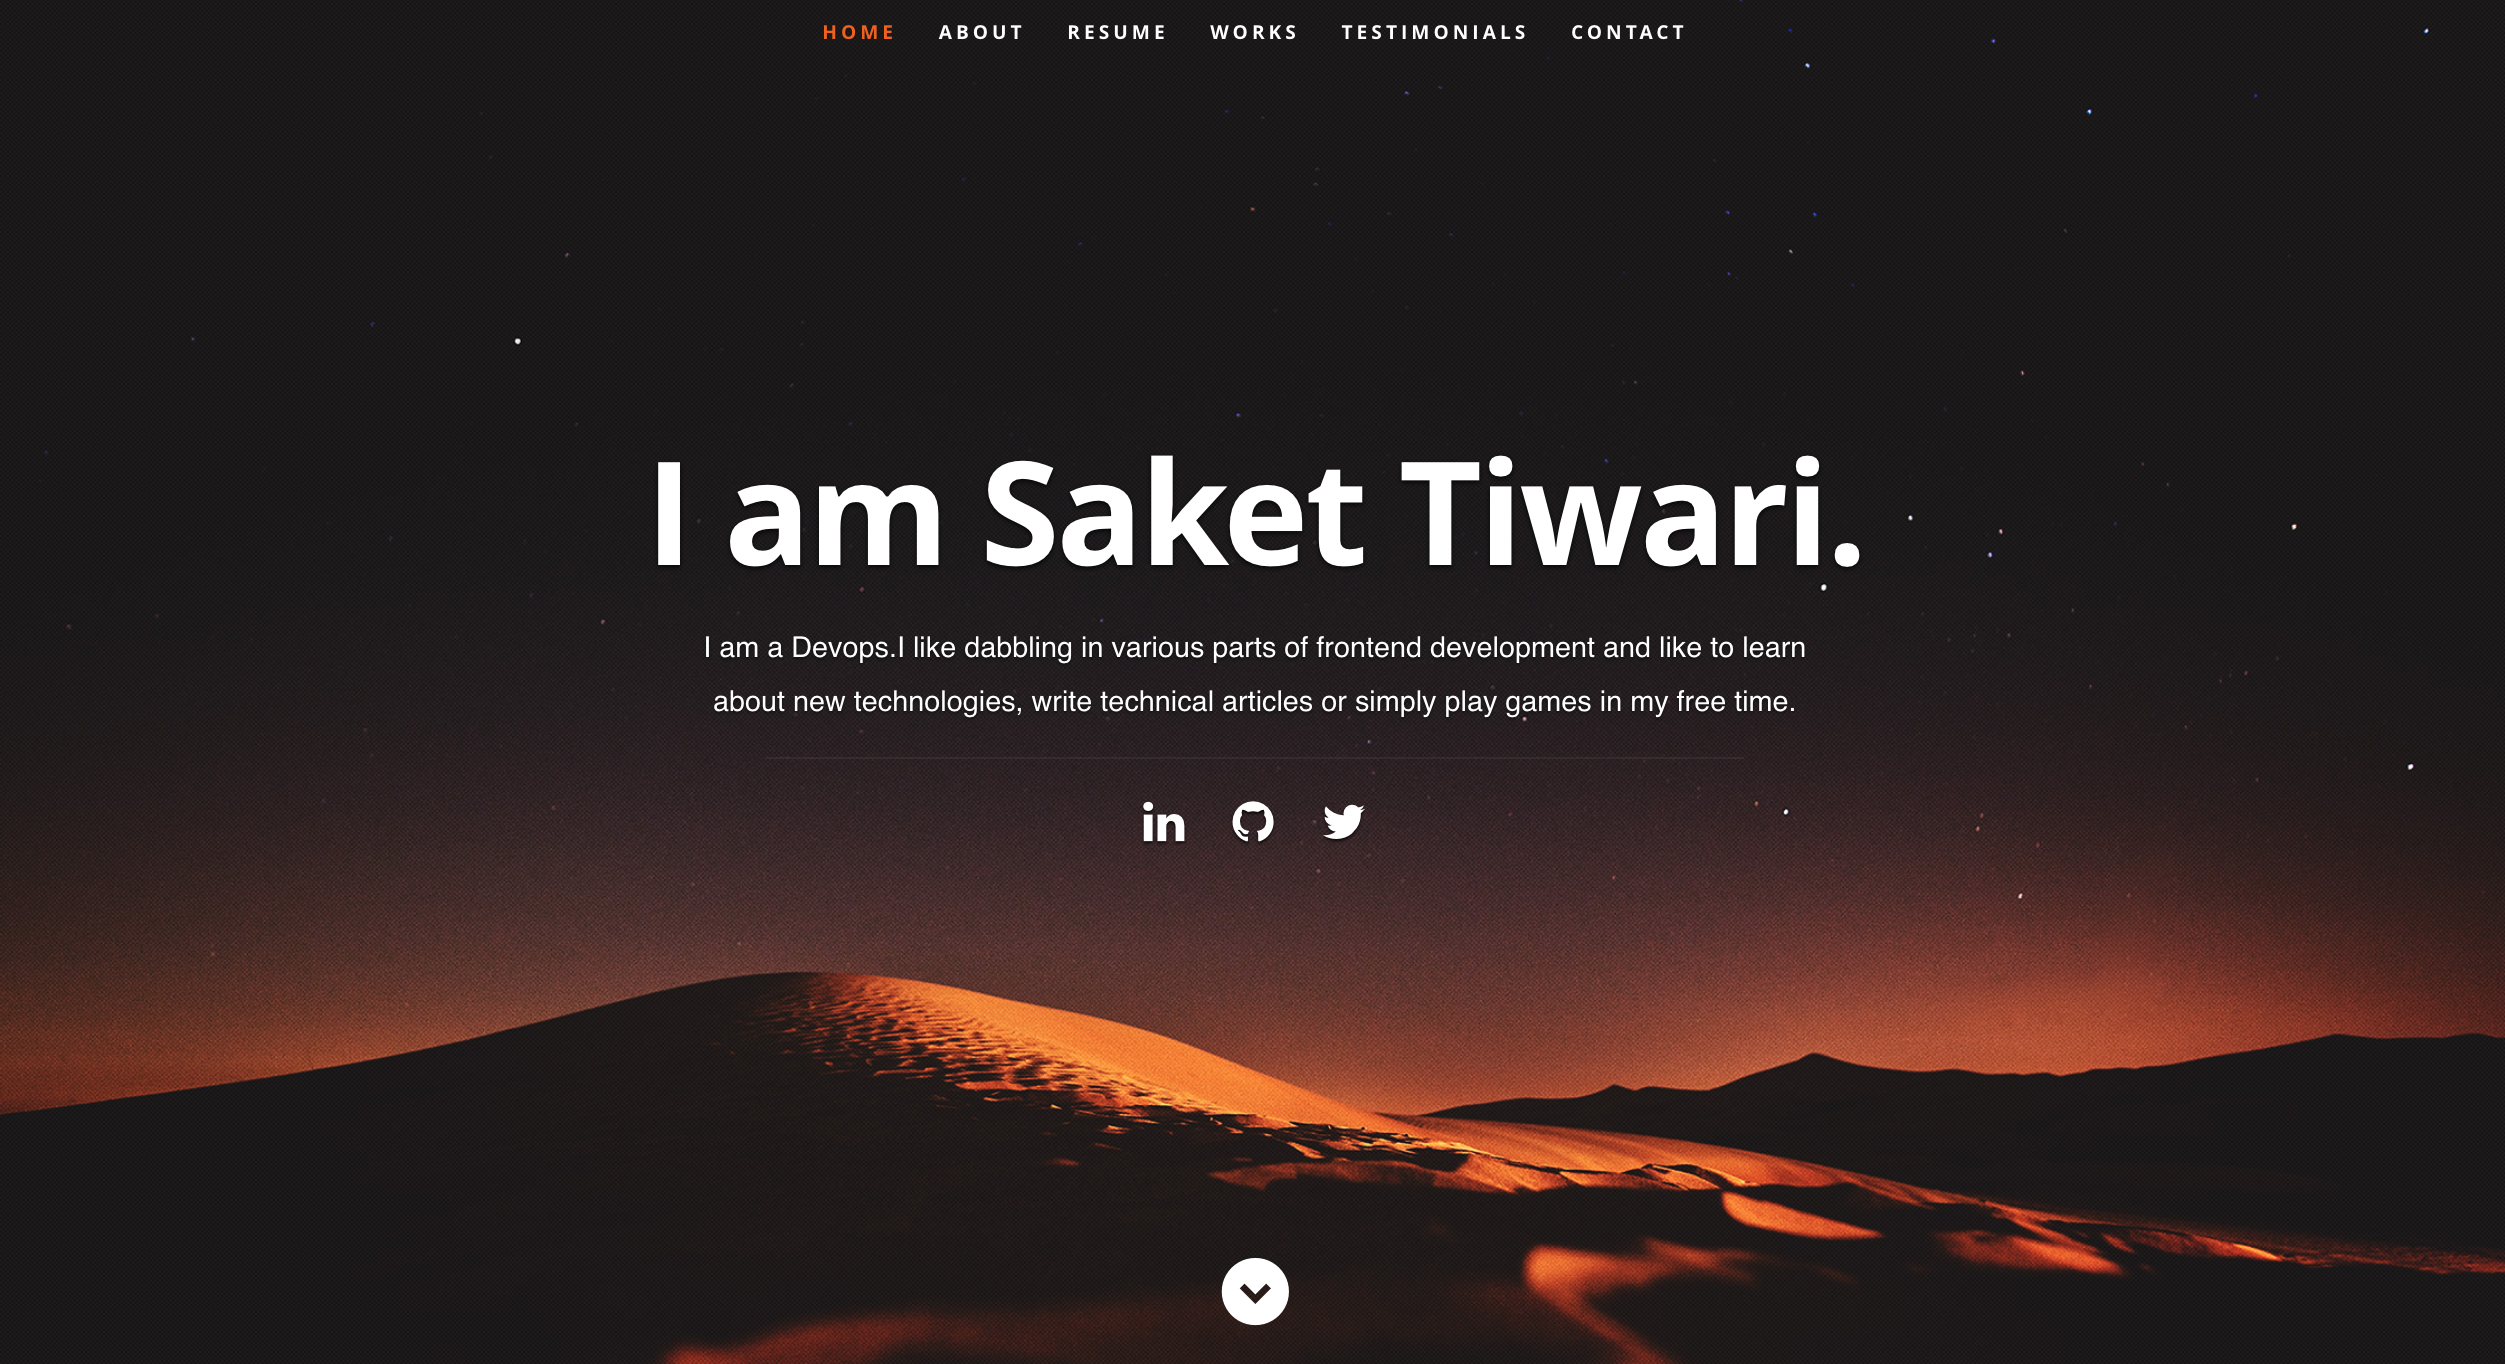 HOME ABOUT RESUME WORKS TESTIMONIALS CONTACT
I am Saket Tiwari.
I am a Devops.I like dabbling in various parts of frontend development and like to learn
about new technologies, write technical articles or simply play games in my free time.
in